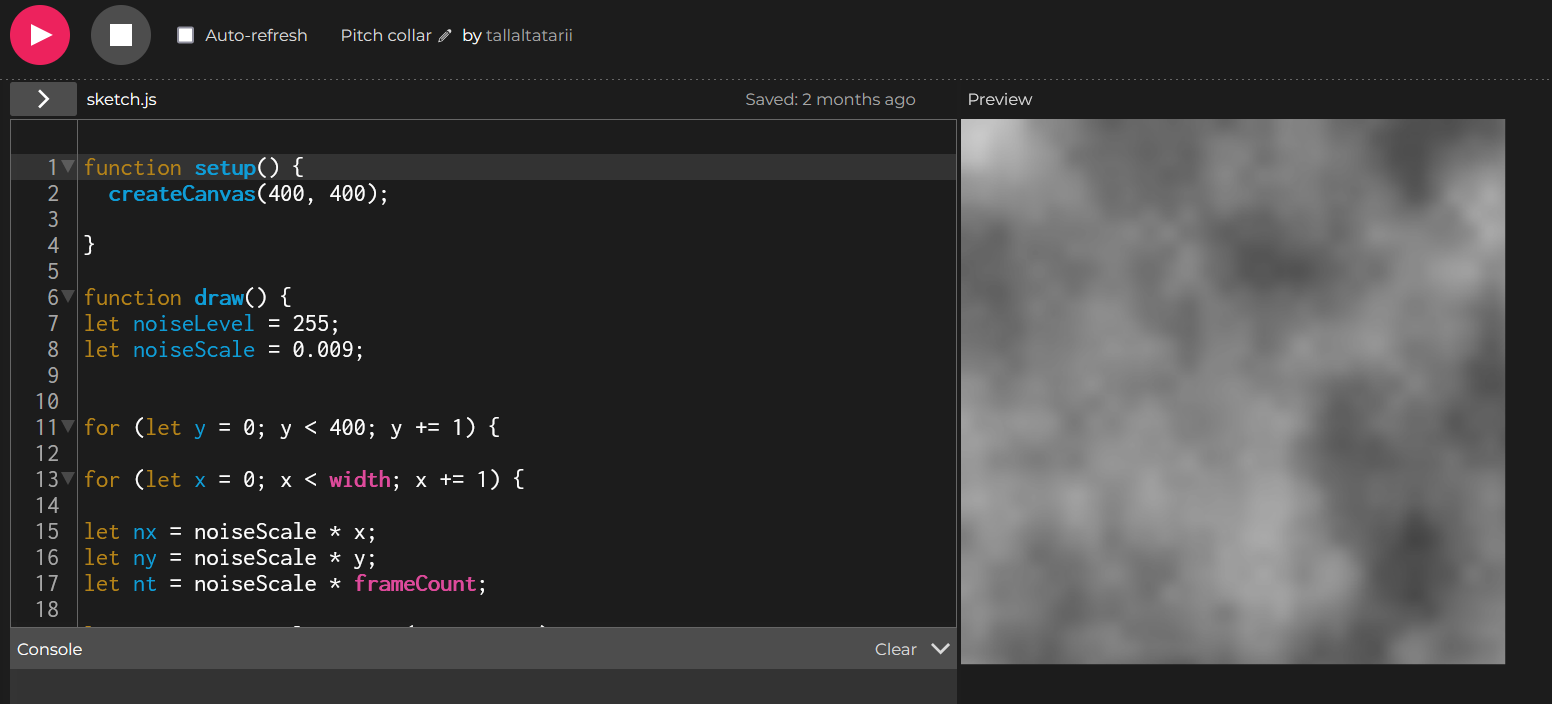 Auto-refresh Pitch collar by tallaltatarii
sketch.js Saved: 2 months ago Preview
1 function setup() {
2 createCanvas(400, 400);
3
4 }
5
6 function draw() {
7 let noiseLevel = 255;
8 let noiseScale = 0.009;
9
10
11 for (let y = 0; y < 400; y += 1) {
12
13 for (let x = 0; x < width; x += 1) {
14
15 let nx = noiseScale * x;
16 let ny = noiseScale * y;
17 let nt = noiseScale * frameCount;
18
Console Clear